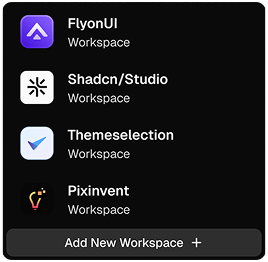 FlyonUI
Workspace
Shadcn/Studio
Workspace
Themeselection
Workspace
Pixinvent
Workspace
Add New Workspace +